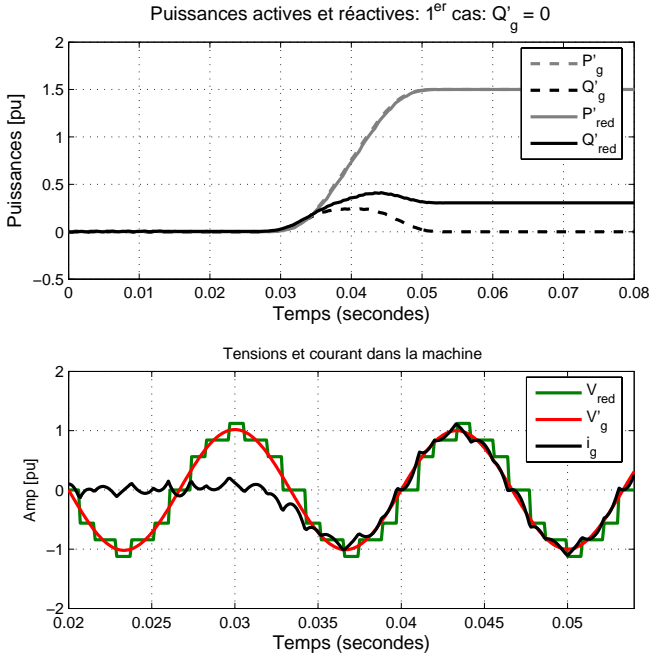 Puissances actives et réactives: 1er cas: Q'g = 0
Puissances [pu]
2
1.5
1
0.5
0
−0.5
P'g
Q'g
P'red
Q'red
0
0.01
0.02
0.03
0.04
0.05
0.06
0.07
0.08
Temps (secondes)
Tensions et courant dans la machine
Amp [pu]
2
1
0
−1
−2
Vred
V'g
ig
0.02
0.025
0.03
0.035
0.04
0.045
0.05
Temps (secondes)